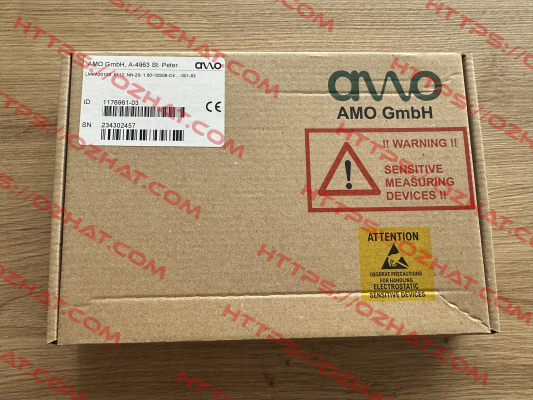 AMO GmbH, A-4963 St. Peter
amo
ID 1176961-03
CE
SN 234302457
amo
AMO GmbH
!! WARNING !!
SENSITIVE
MEASURING
DEVICES !!
ATTENTION
OBSERVE PRECAUTIONS
FOR HANDLING
ELECTROSTATIC
SENSITIVE DEVICES
HTTPS://OZHAT.COM